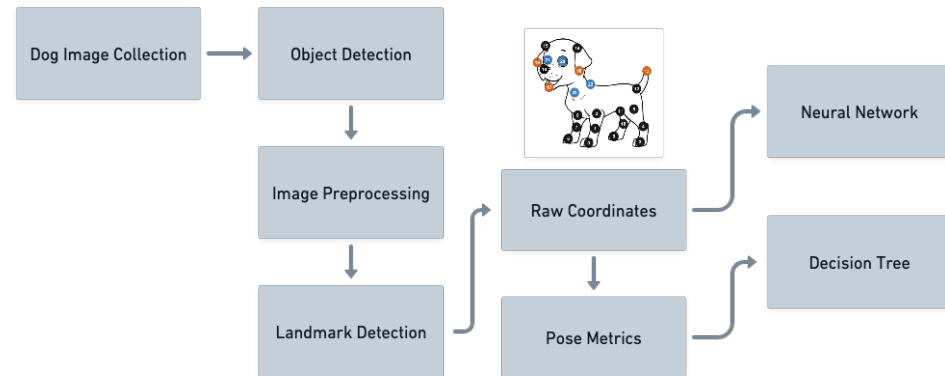 Dog Image Collection
Object Detection
Image Preprocessing
Landmark Detection
Raw Coordinates
Pose Metrics
Neural Network
Decision Tree